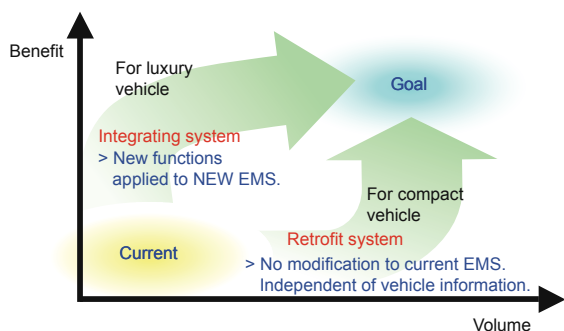 Benefit
For luxury
vehicle
Goal
Integrating system
> New functions
applied to NEW EMS.
For compact
vehicle
Current
Retrofit system
> No modification to current EMS.
Independent of vehicle information.
Volume